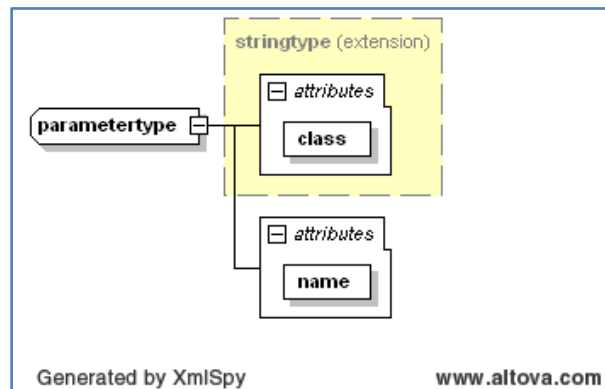 stringtype (extension)
attributes
parametertype
class
attributes
name
Generated by XmlSpy
www.altova.com